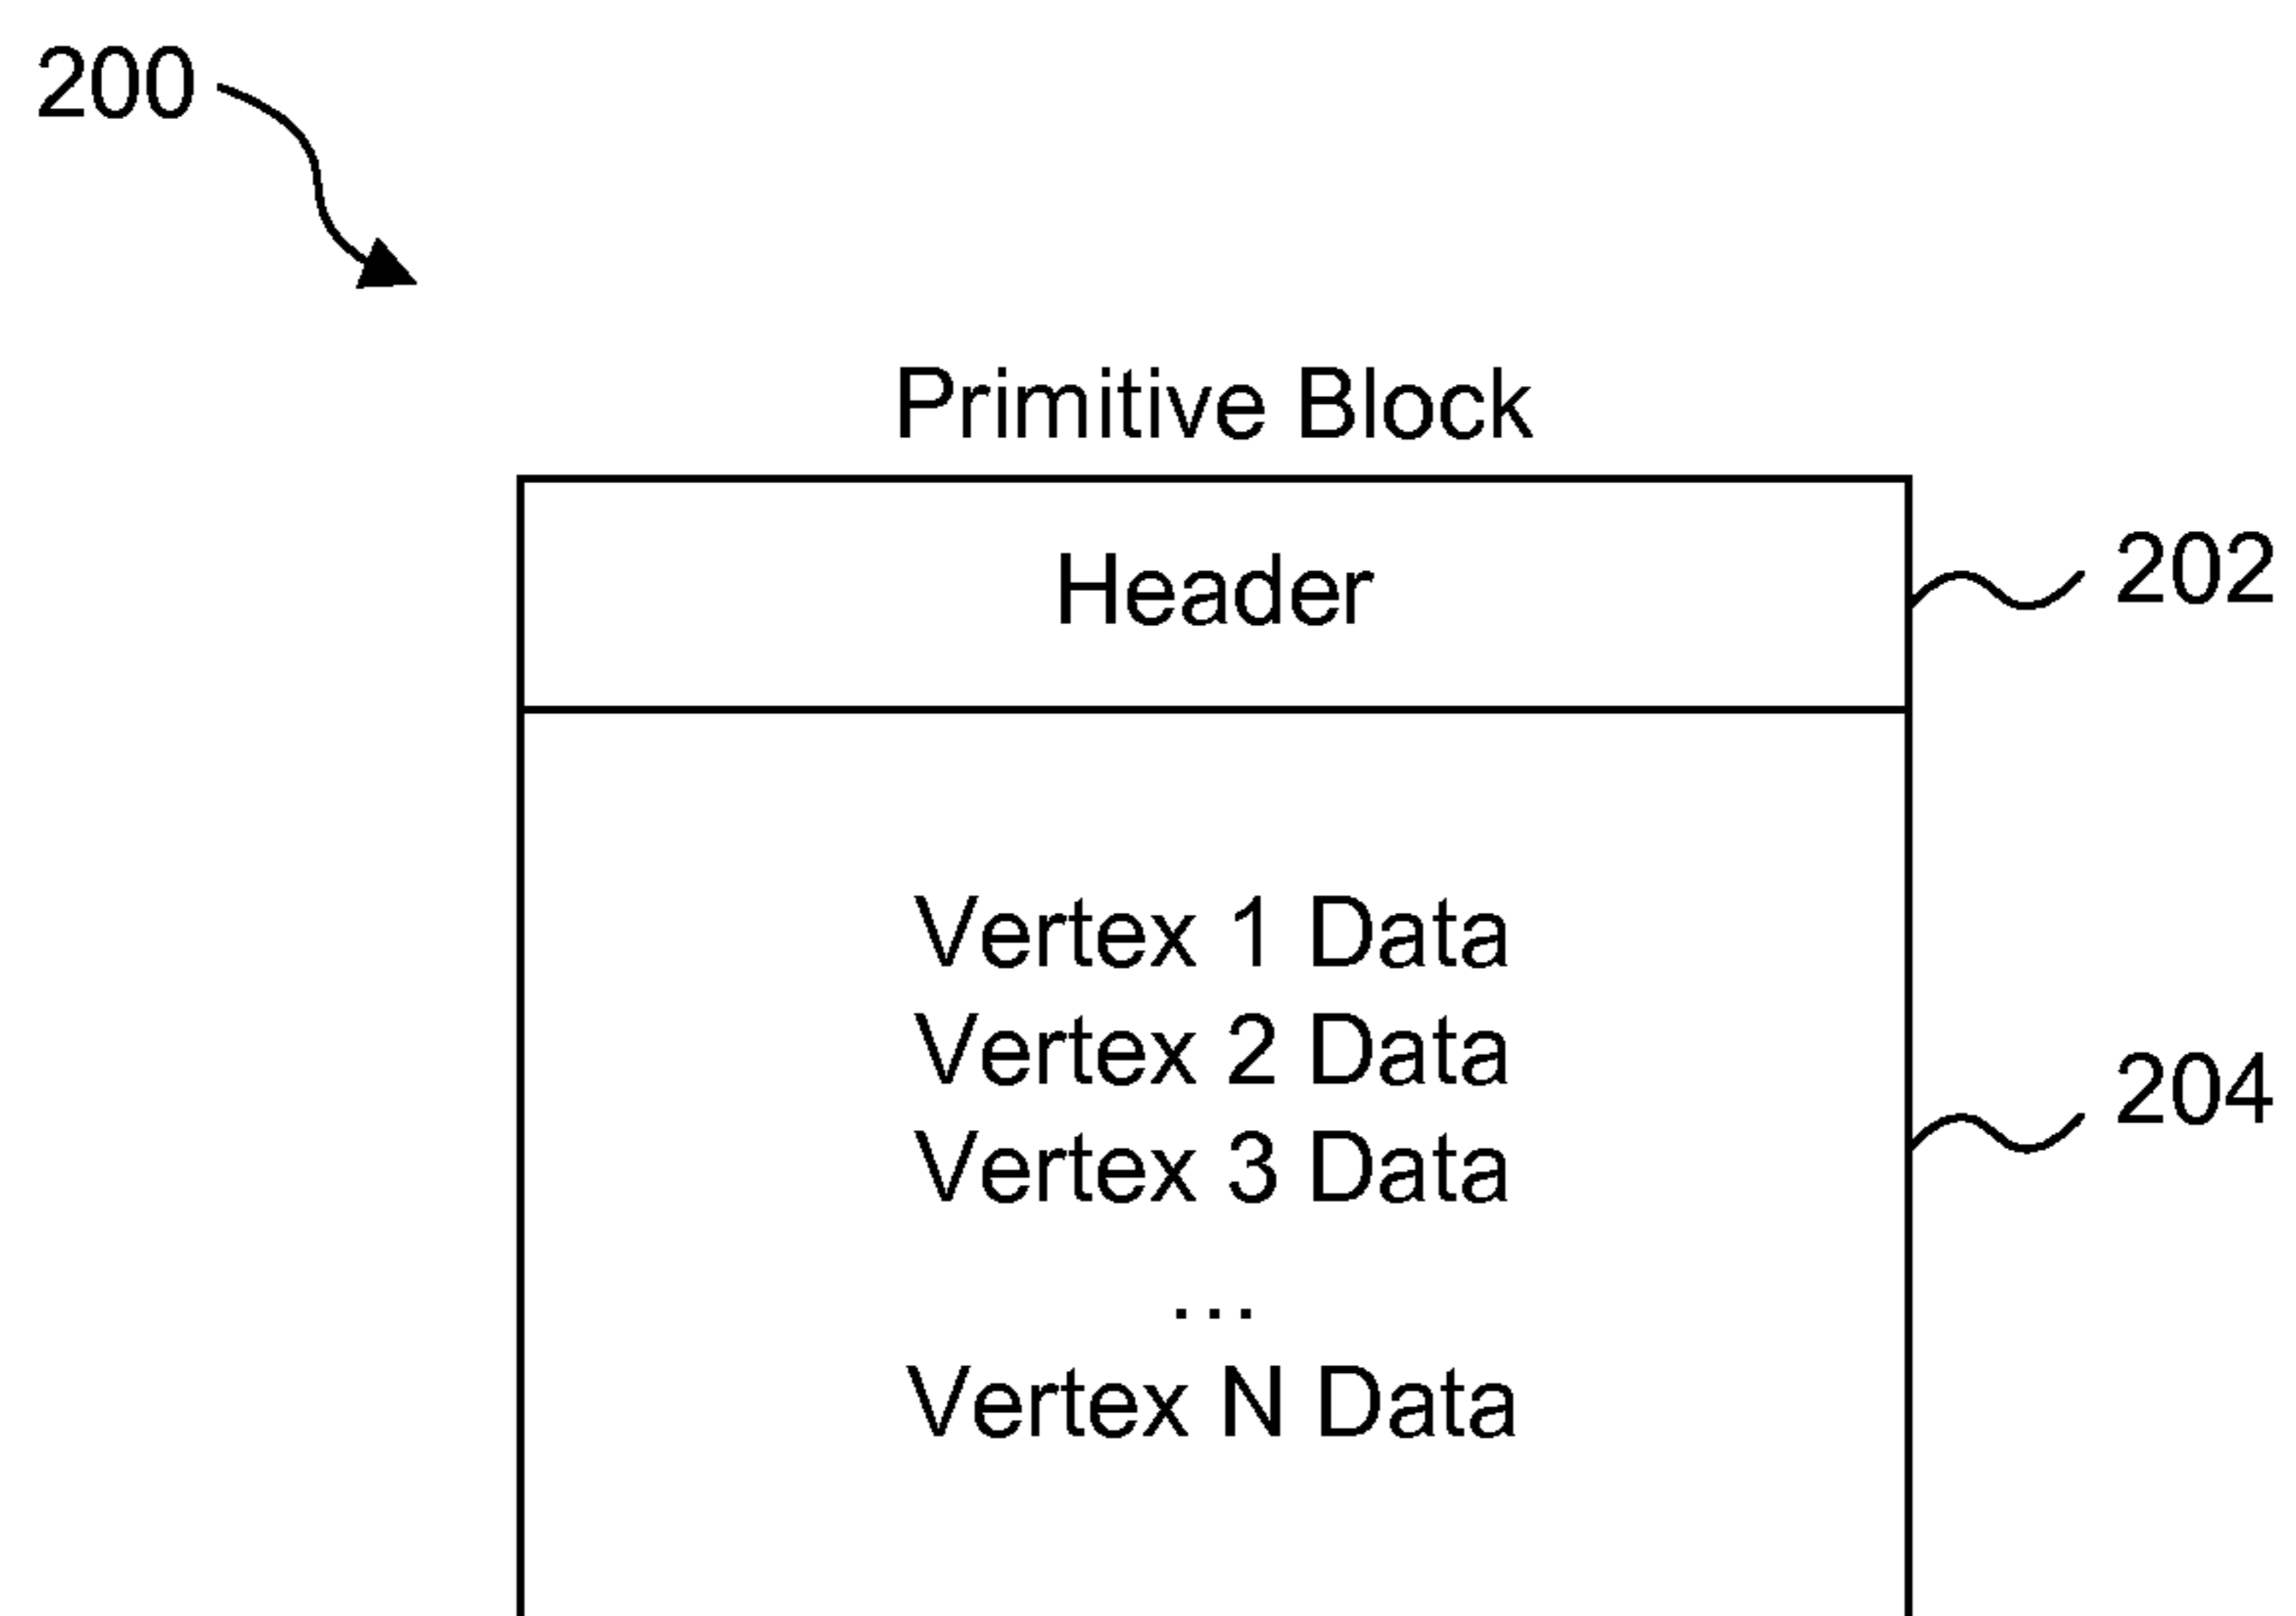 200
Primitive Block
Header
202
Vertex 1 Data
Vertex 2 Data
204
Vertex 3 Data
...
Vertex N Data